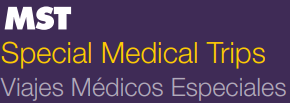 MST
Special Medical Trips
Viajes Médicos Especiales